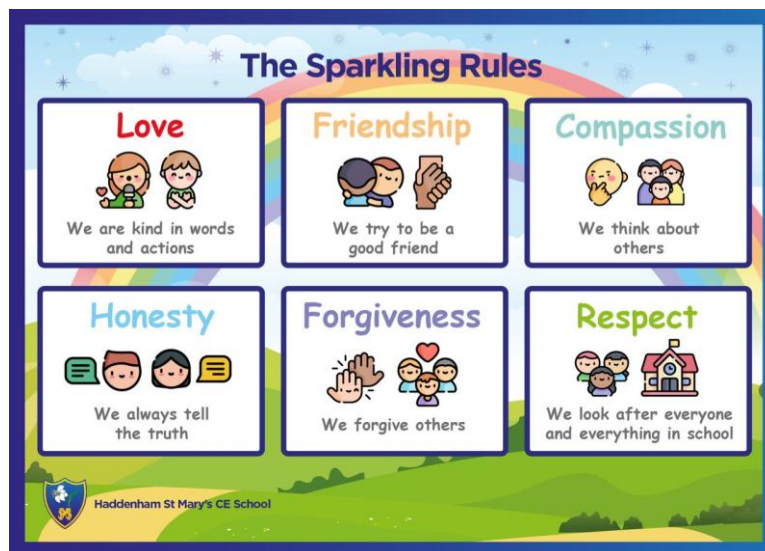 The Sparkling Rules
Love
We are kind in words
and actions
Friendship
We try to be a
good friend
Compassion
We think about
others
Honesty
We always tell
the truth
Forgiveness
We forgive others
Respect
We look after everyone
and everything in school
Haddenham St Mary's CE School